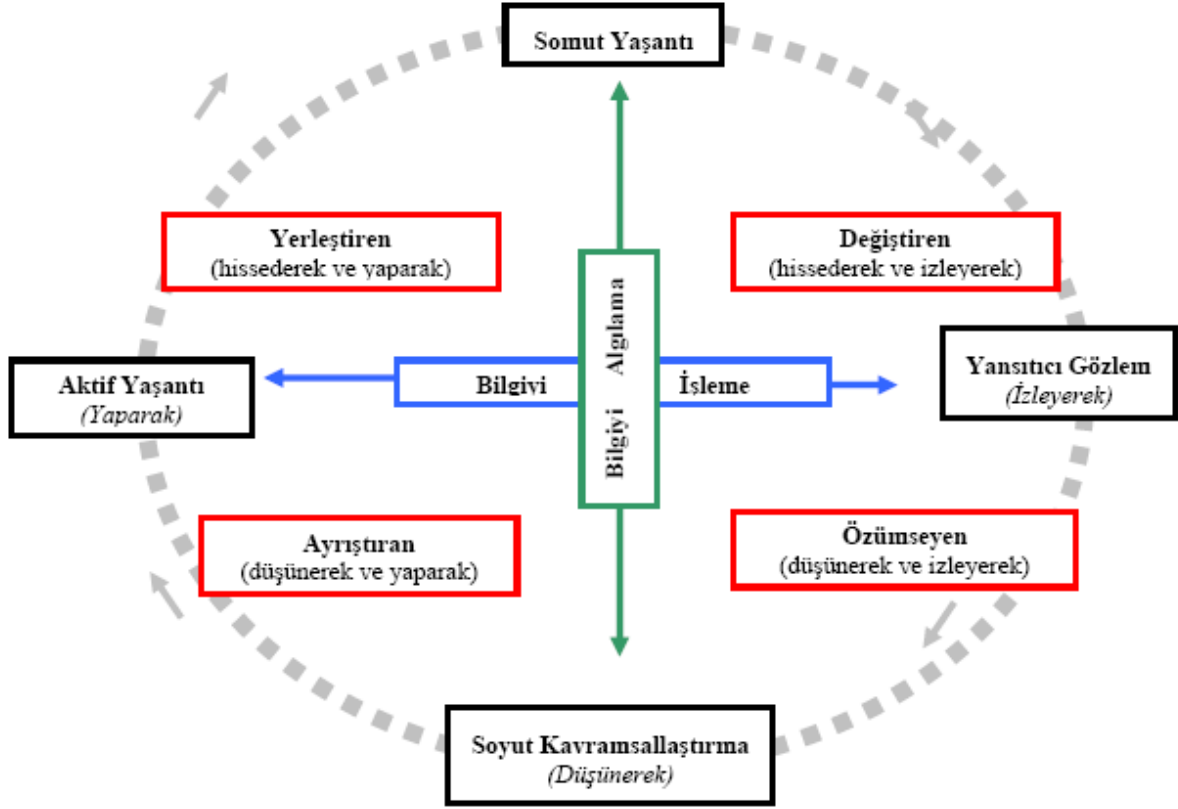 Somut Yaşantı
Yerleştiren
(hissederek ve yaparak)
Değiştiren
(hissederek ve izleyerek)
Aktif Yaşantı
(Yaparak)
Bilgivi İşleme
Bilgiyi Algılama
Yansıtıcı Gözlem
(İzleyerek)
Ayrıştıran
(düşünerek ve yaparak)
Özümseyen
(düşünerek ve izleyerek)
Soyut Kavramsallaştırma
(Düşünerek)